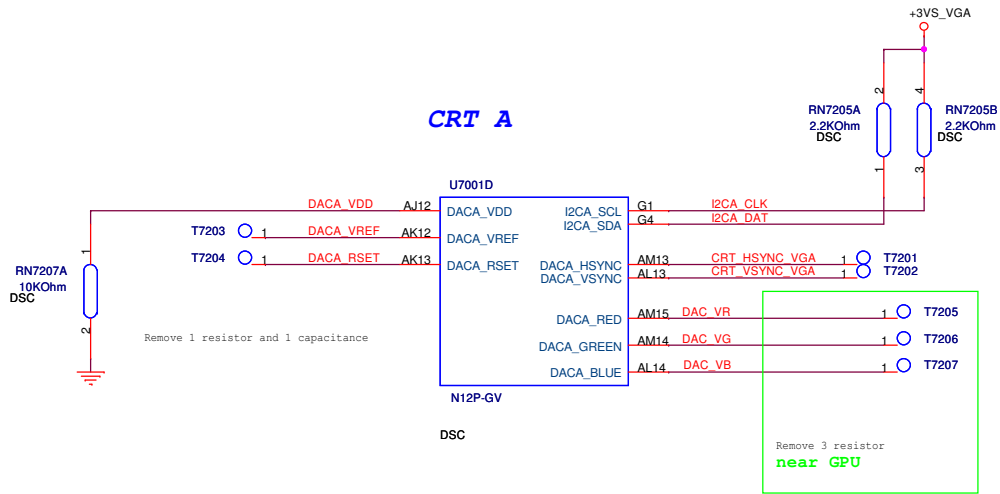 +3VS_VGA
CRT A
2
4
RN7205A
2.2KOhm
DSC
RN7205B
2.2KOhm
DSC
1
3
U7001D
DACA_VDD
AJ12
DACA_VDD
I2CA_SCL
G1
I2CA_CLK
I2CA_SDA
G4
I2CA_DAT
T7203
1
DACA_VREF
AK12
DACA_VREF
T7204
1
DACA_RSET
AK13
DACA_RSET
DACA_HSYNC
AM13
CRT_HSYNC_VGA
1
T7201
DACA_VSYNC
AL13
CRT_VSYNC_VGA
1
T7202
1
RN7207A
10KOhm
DSC
2
DACA_RED
AM15
DAC_VR
1
T7205
DACA_GREEN
AM14
DAC_VG
1
T7206
DACA_BLUE
AL14
DAC_VB
1
T7207
Remove 1 resistor and 1 capacitance
N12P-GV
DSC
Remove 3 resistor
near GPU